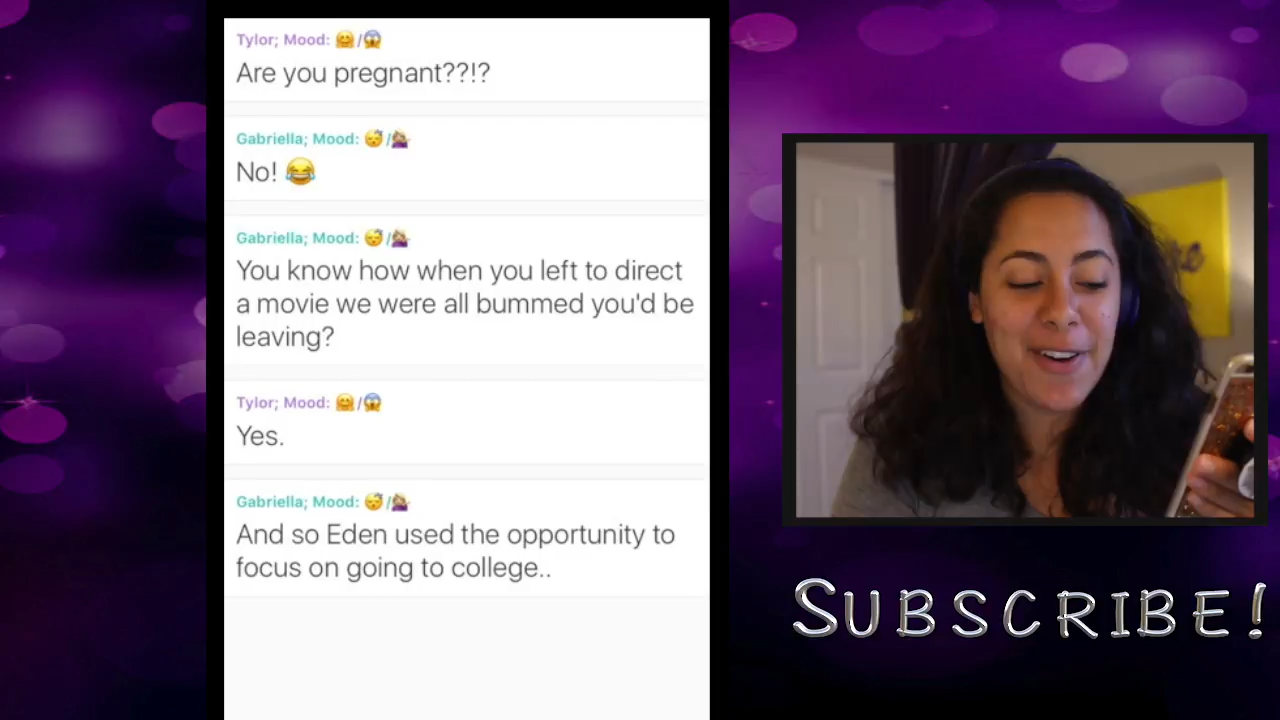 Tylor; Mood: 🤗/😱
Are you pregnant??!?
Gabriella; Mood: 😴/🤷🏼‍♀️
No! 😂
Gabriella; Mood: 😴/🤷🏼‍♀️
You know how when you left to direct
a movie we were all bummed you'd be
leaving?
Tylor; Mood: 🤗/😱
Yes.
Gabriella; Mood: 😴/🤷🏼‍♀️
And so Eden used the opportunity to
focus on going to college..
SUBSCRIBE!